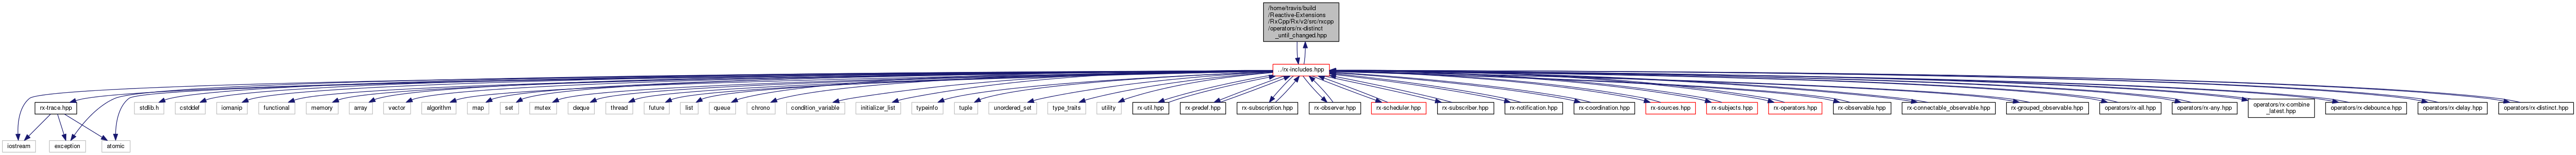 /home/travis/build
/Reactive-Extensions
/RxCpp/Rx/v2/src/rxcpp
/operators/rx-distinct
_until_changed.hpp
../rx-includes.hpp
rx-trace.hpp
stdlib.h
cstddef
iomanip
functional
memory
array
vector
algorithm
map
set
mutex
deque
thread
future
list
queue
chrono
condition_variable
initializer_list
typeinfo
tuple
unordered_set
type_traits
utility
rx-util.hpp
rx-predef.hpp
rx-subscription.hpp
rx-observer.hpp
rx-scheduler.hpp
rx-subscriber.hpp
rx-notification.hpp
rx-coordination.hpp
rx-sources.hpp
rx-subjects.hpp
rx-operators.hpp
rx-observable.hpp
rx-connectable_observable.hpp
rx-grouped_observable.hpp
operators/rx-all.hpp
operators/rx-any.hpp
operators/rx-combine
_latest.hpp
operators/rx-debounce.hpp
operators/rx-delay.hpp
operators/rx-distinct.hpp
iostream
exception
atomic